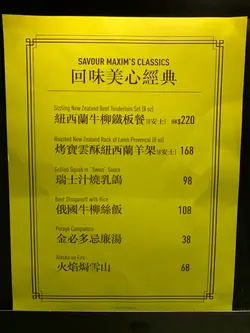 SAVOUR MAXIM'S CLASSICS
回味美心經典
Sizzling New Zealand Beef Tenderloin Set (8 oz)
紐西蘭牛柳鐵板餐(8安士) $220
Roasted New Zealand Rack of Lamb Provencial (8 oz)
烤寶雲酥紐西蘭羊架(8安士) 168
Grilled Squab in "Swiss" Sauce
瑞士汁燒乳鴿 98
Beef Stroganoff with Rice
俄國牛柳絲飯 108
Potage Campadore
金必多忌廉湯 38
Alaska on Fire
火焰焗雪山 68